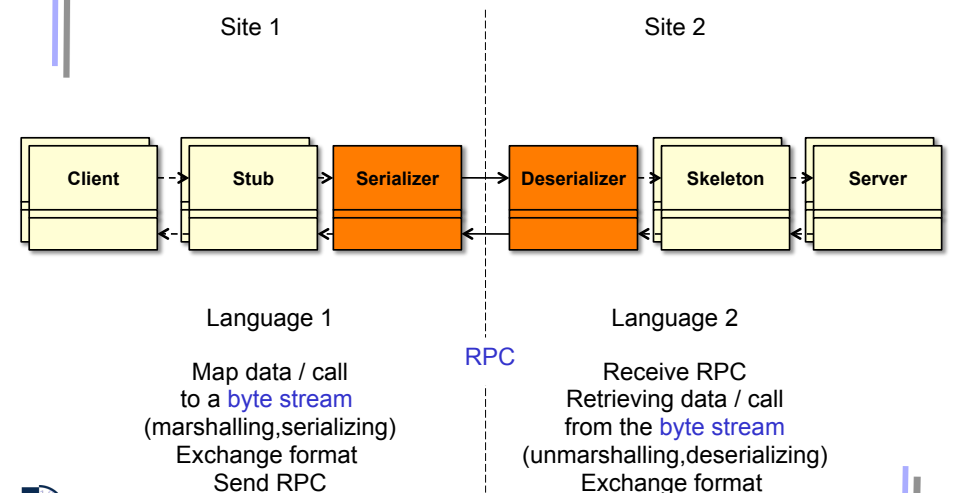 Site 1
Site 2
Client
Stub
Serializer
Deserializer
Skeleton
Server
Language 1
Language 2
RPC
Map data / call
to a byte stream
(marshalling,serializing)
Exchange format
Send RPC
Receive RPC
Retrieving data / call
from the byte stream
(unmarshalling,deserializing)
Exchange format